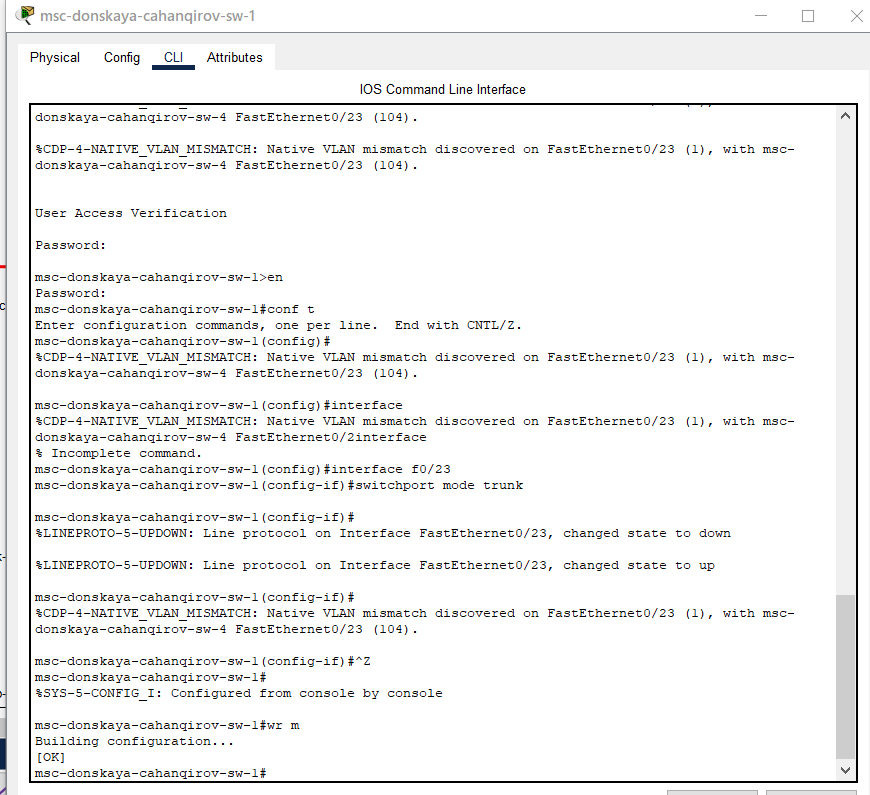 msc-donskaya-cahanqirov-sw-1
Physical Config CLI Attributes
IOS Command Line Interface
donskaya-cahanqirov-sw-4 FastEthernet0/23 (104).
%CDP-4-NATIVE_VLAN_MISMATCH: Native VLAN mismatch discovered on FastEthernet0/23 (1), with msc-
donskaya-cahanqirov-sw-4 FastEthernet0/23 (104).
User Access Verification
Password:
msc-donskaya-cahanqirov-sw-1>en
Password:
msc-donskaya-cahanqirov-sw-1#conf t
Enter configuration commands, one per line.  End with CNTL/Z.
msc-donskaya-cahanqirov-sw-1(config)#
%CDP-4-NATIVE_VLAN_MISMATCH: Native VLAN mismatch discovered on FastEthernet0/23 (1), with msc-
donskaya-cahanqirov-sw-4 FastEthernet0/23 (104).
msc-donskaya-cahanqirov-sw-1(config)#interface
%CDP-4-NATIVE_VLAN_MISMATCH: Native VLAN mismatch discovered on FastEthernet0/23 (1), with msc-
donskaya-cahanqirov-sw-4 FastEthernet0/2interface
% Incomplete command.
msc-donskaya-cahanqirov-sw-1(config)#interface f0/23
msc-donskaya-cahanqirov-sw-1(config-if)#switchport mode trunk
msc-donskaya-cahanqirov-sw-1(config-if)#
%LINEPROTO-5-UPDOWN: Line protocol on Interface FastEthernet0/23, changed state to down
%LINEPROTO-5-UPDOWN: Line protocol on Interface FastEthernet0/23, changed state to up
msc-donskaya-cahanqirov-sw-1(config-if)#
%CDP-4-NATIVE_VLAN_MISMATCH: Native VLAN mismatch discovered on FastEthernet0/23 (1), with msc-
donskaya-cahanqirov-sw-4 FastEthernet0/23 (104).
msc-donskaya-cahanqirov-sw-1(config-if)#^Z
msc-donskaya-cahanqirov-sw-1#
%SYS-5-CONFIG_I: Configured from console by console
msc-donskaya-cahanqirov-sw-1#wr m
Building configuration...
[OK]
msc-donskaya-cahanqirov-sw-1#